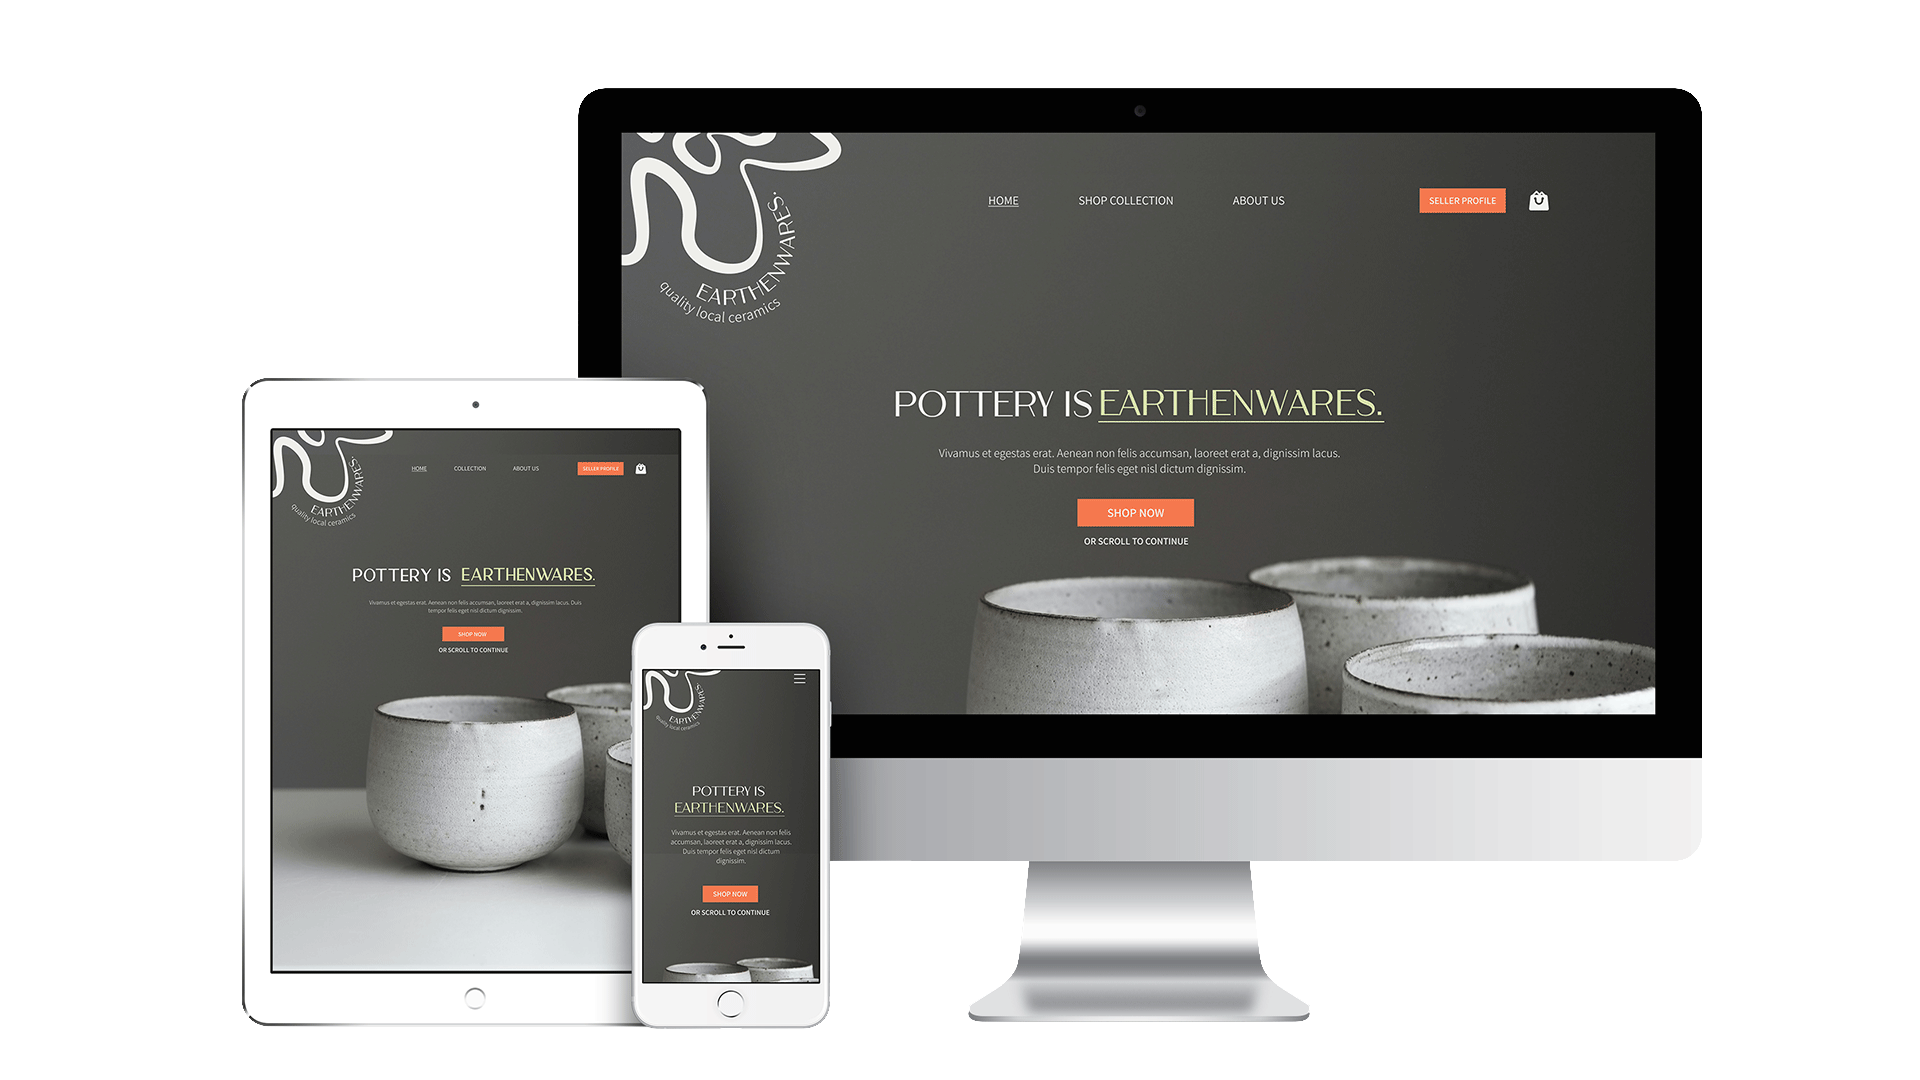 EARTHENWARES.
quality local ceramics
HOME
SHOP COLLECTION
ABOUT US
SELLER PROFILE
POTTERY IS EARTHENWARES.
Vivamus et egestas erat. Aenean non felis accumsan, laoreet erat a, dignissim lacus.
Duis tempor felis eget nisl dictum dignissim.
SHOP NOW
OR SCROLL TO CONTINUE
EARTHENWARES.
quality local ceramics
HOME
COLLECTION
ABOUT US
SELLER PROFILE
POTTERY IS EARTHENWARES.
Vivamus et egestas erat. Aenean non felis accumsan, laoreet erat a, dignissim lacus. Duis
tempor felis eget nisl dictum dignissim.
SHOP NOW
OR SCROLL TO CONTINUE
EARTHENWARES.
quality local ceramics
POTTERY IS
EARTHENWARES.
Vivamus et egestas erat. Aenean non felis
accumsan, laoreet erat a, dignissim lacus.
Duis tempor felis eget nisl dictum
dignissim.
SHOP NOW
OR SCROLL TO CONTINUE